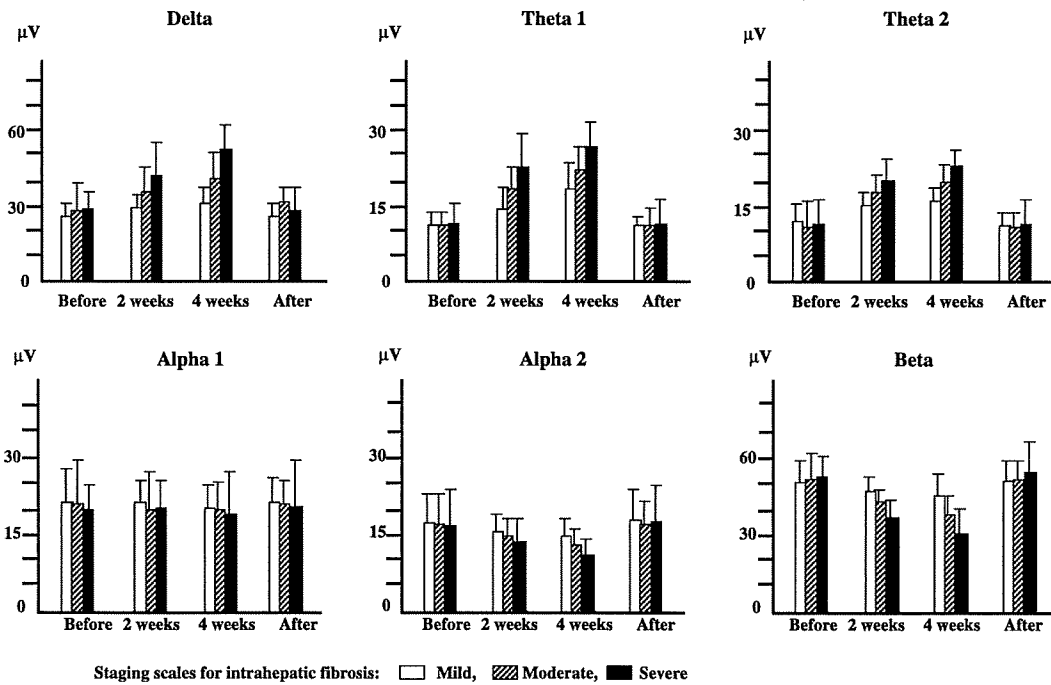 Delta
μV
60
30
0
Before 2 weeks 4 weeks After
Theta 1
μV
30
15
0
Before 2 weeks 4 weeks After
Theta 2
μV
30
15
0
Before 2 weeks 4 weeks After
Alpha 1
μV
30
15
0
Before 2 weeks 4 weeks After
Alpha 2
μV
30
15
0
Before 2 weeks 4 weeks After
Beta
μV
60
30
0
Before 2 weeks 4 weeks After
Staging scales for intrahepatic fibrosis: Mild, Moderate, Severe